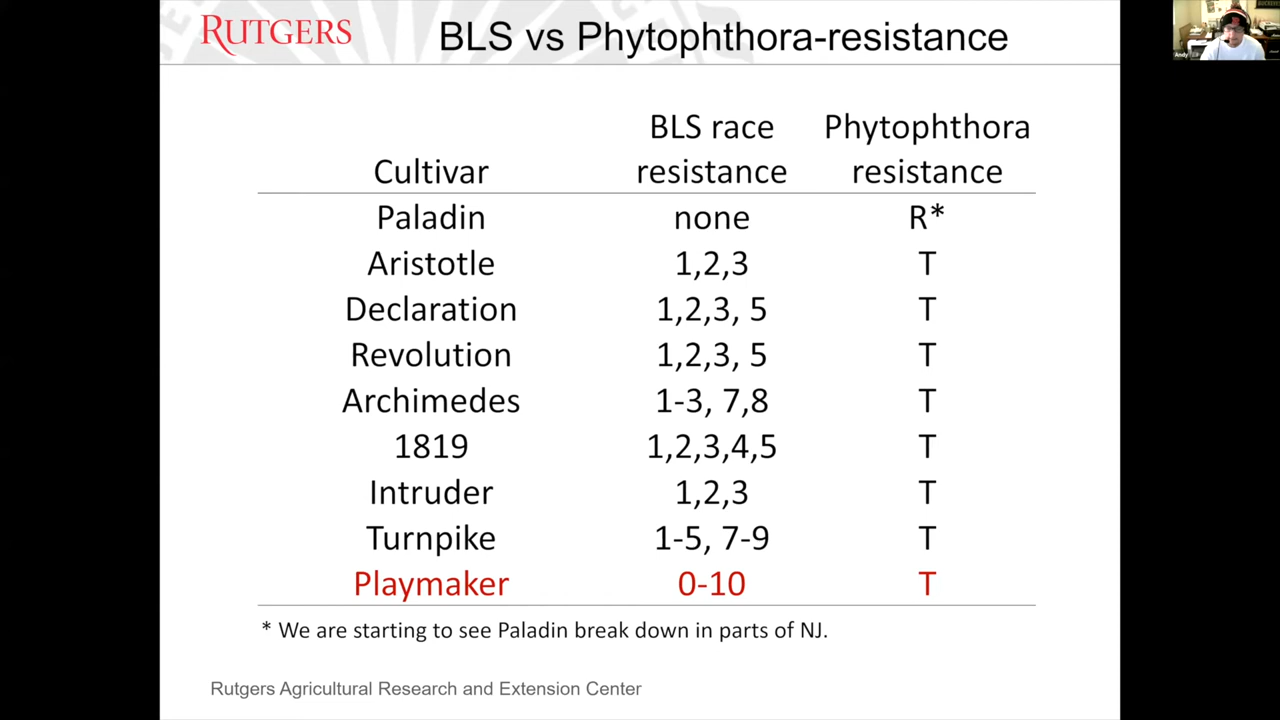 RUTGERS
BLS vs Phytophthora-resistance
Cultivar BLS race resistance Phytophthora resistance
Paladin none R*
Aristotle 1,2,3 T
Declaration 1,2,3, 5 T
Revolution 1,2,3, 5 T
Archimedes 1-3, 7,8 T
1819 1,2,3,4,5 T
Intruder 1,2,3 T
Turnpike 1-5, 7-9 T
Playmaker 0-10 T
* We are starting to see Paladin break down in parts of NJ.
Rutgers Agricultural Research and Extension Center
Andy